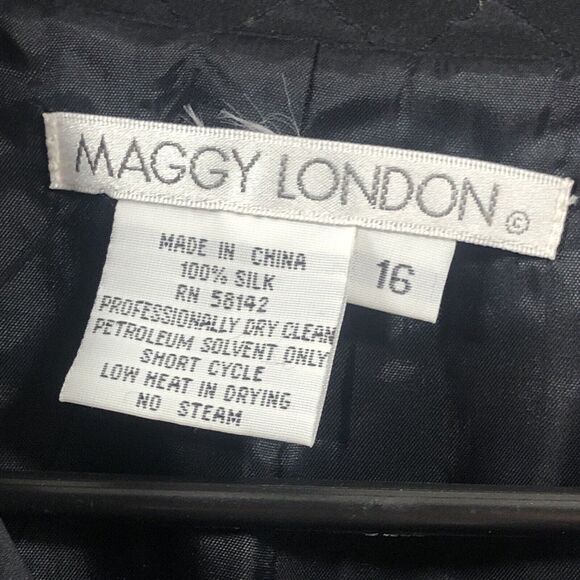 MAGGY LONDON ©
16
MADE IN CHINA
100% SILK
RN 58142
PROFESSIONALLY DRY CLEAN
PETROLEUM SOLVENT ONLY
SHORT CYCLE
LOW HEAT IN DRYING
NO STEAM